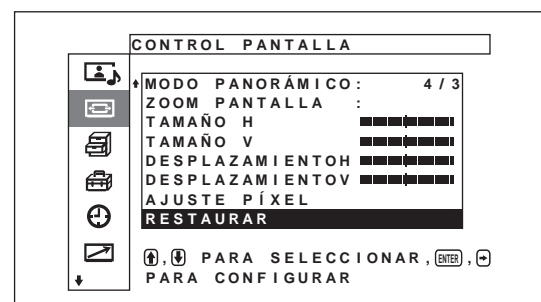 CONTROL PANTALLA
MODO PANORÁMICO: 4/3
ZOOM PANTALLA :
TAMAÑO H
TAMAÑO V
DESPLAZAMIENTOH
DESPLAZAMIENTOV
AJUSTE PÍXEL
RESTAURAR
, PARA SELECCIONAR, ENTER ,
PARA CONFIGURAR